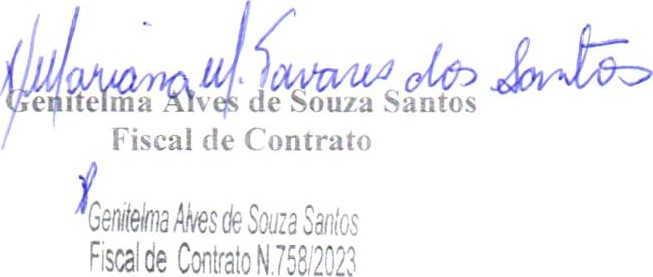 Mariana M. Tavares dos Santos
Genitelma Alves de Souza Santos
Fiscal de Contrato
Genitelma Alves de Souza Santos
Fiscal de Contrato N.758/2023